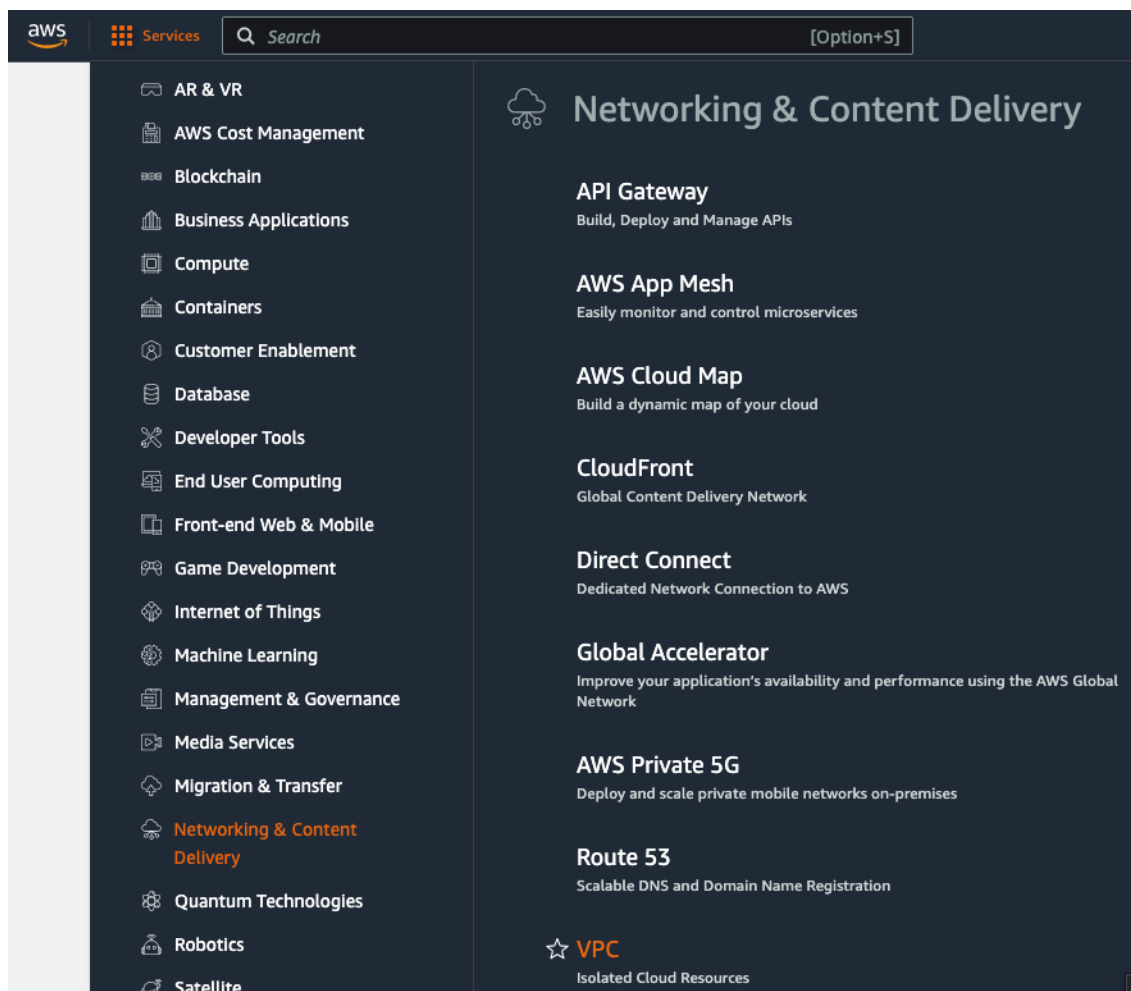 aws
Services
Search
[Option+S]
AR & VR
AWS Cost Management
Blockchain
Business Applications
Compute
Containers
Customer Enablement
Database
Developer Tools
End User Computing
Front-end Web & Mobile
Game Development
Internet of Things
Machine Learning
Management & Governance
Media Services
Migration & Transfer
Networking & Content
Delivery
Quantum Technologies
Robotics
Satellite
Networking & Content Delivery
API Gateway
Build, Deploy and Manage APIs
AWS App Mesh
Easily monitor and control microservices
AWS Cloud Map
Build a dynamic map of your cloud
CloudFront
Global Content Delivery Network
Direct Connect
Dedicated Network Connection to AWS
Global Accelerator
Improve your application's availability and performance using the AWS Global
Network
AWS Private 5G
Deploy and scale private mobile networks on-premises
Route 53
Scalable DNS and Domain Name Registration
VPC
Isolated Cloud Resources